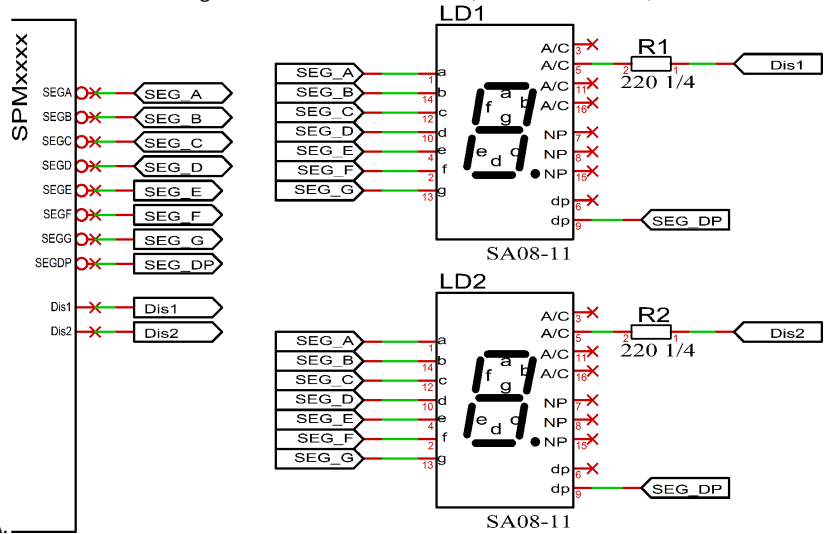 SPMxxxx
SEGA SEG_A
SEGB SEG_B
SEGC SEG_C
SEGD SEG_D
SEGE SEG_E
SEGF SEG_F
SEGG SEG_G
SEGDP SEG_DP
Dis1 Dis1
Dis2 Dis2
LD1
SEG_A 1 a
SEG_B 14 b
SEG_C 12 c
SEG_D 10 d
SEG_E 4 e
SEG_F 2 f
SEG_G 13 g
a
f b
g
e d c
A/C 3
A/C 5
A/C 11
A/C 16
NP 7
NP 8
NP 15
dp 6
dp 9
R1
2 1
220 1/4
Dis1
SEG_DP
SA08-11
LD2
SEG_A 1 a
SEG_B 14 b
SEG_C 12 c
SEG_D 10 d
SEG_E 4 e
SEG_F 2 f
SEG_G 13 g
a
f b
g
e d c
A/C 3
A/C 5
A/C 11
A/C 16
NP 7
NP 8
NP 15
dp 6
dp 9
R2
2 1
220 1/4
Dis2
SEG_DP
SA08-11